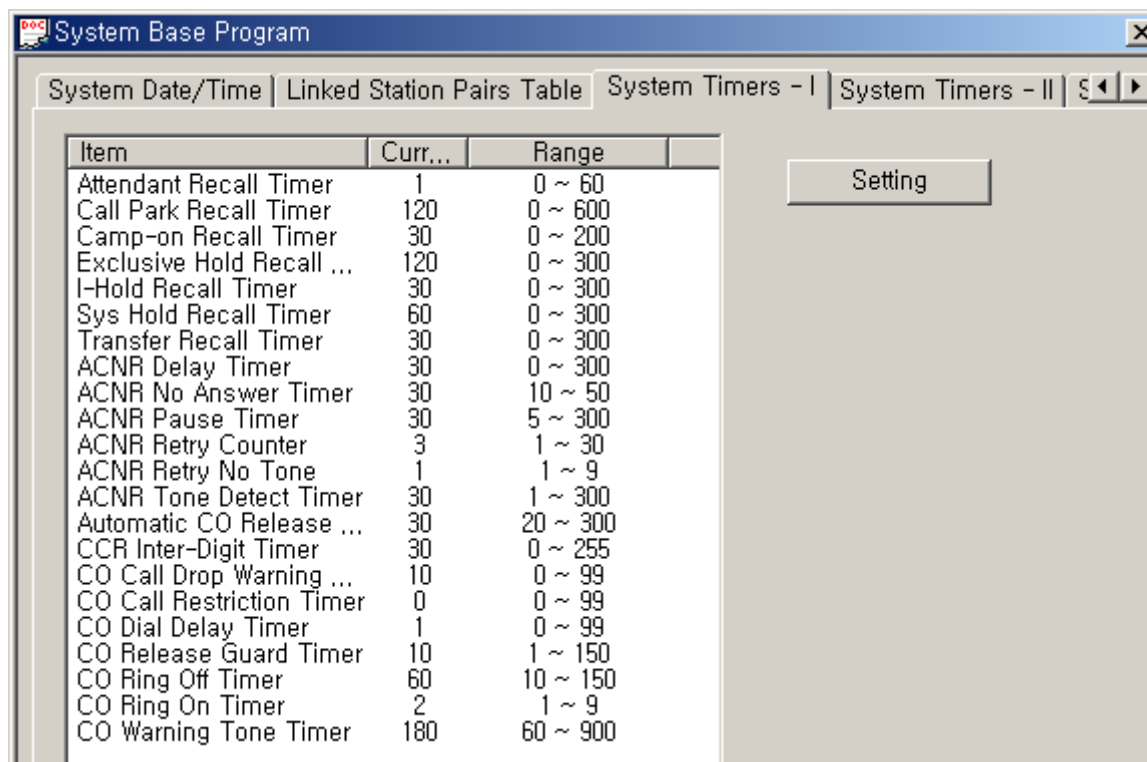 DOC System Base Program
System Date/Time Linked Station Pairs Table System Timers - I System Timers - II S
Item Curr... Range
Setting
Attendant Recall Timer 1 0 ~ 60
Call Park Recall Timer 120 0 ~ 600
Camp-on Recall Timer 30 0 ~ 200
Exclusive Hold Recall ... 120 0 ~ 300
I-Hold Recall Timer 30 0 ~ 300
Sys Hold Recall Timer 60 0 ~ 300
Transfer Recall Timer 30 0 ~ 300
ACNR Delay Timer 30 0 ~ 300
ACNR No Answer Timer 30 10 ~ 50
ACNR Pause Timer 30 5 ~ 300
ACNR Retry Counter 3 1 ~ 30
ACNR Retry No Tone 1 1 ~ 9
ACNR Tone Detect Timer 30 1 ~ 300
Automatic CO Release ... 30 20 ~ 300
CCR Inter-Digit Timer 30 0 ~ 255
CO Call Drop Warning ... 10 0 ~ 99
CO Call Restriction Timer 0 0 ~ 99
CO Dial Delay Timer 1 0 ~ 99
CO Release Guard Timer 10 1 ~ 150
CO Ring Off Timer 60 10 ~ 150
CO Ring On Timer 2 1 ~ 9
CO Warning Tone Timer 180 60 ~ 900